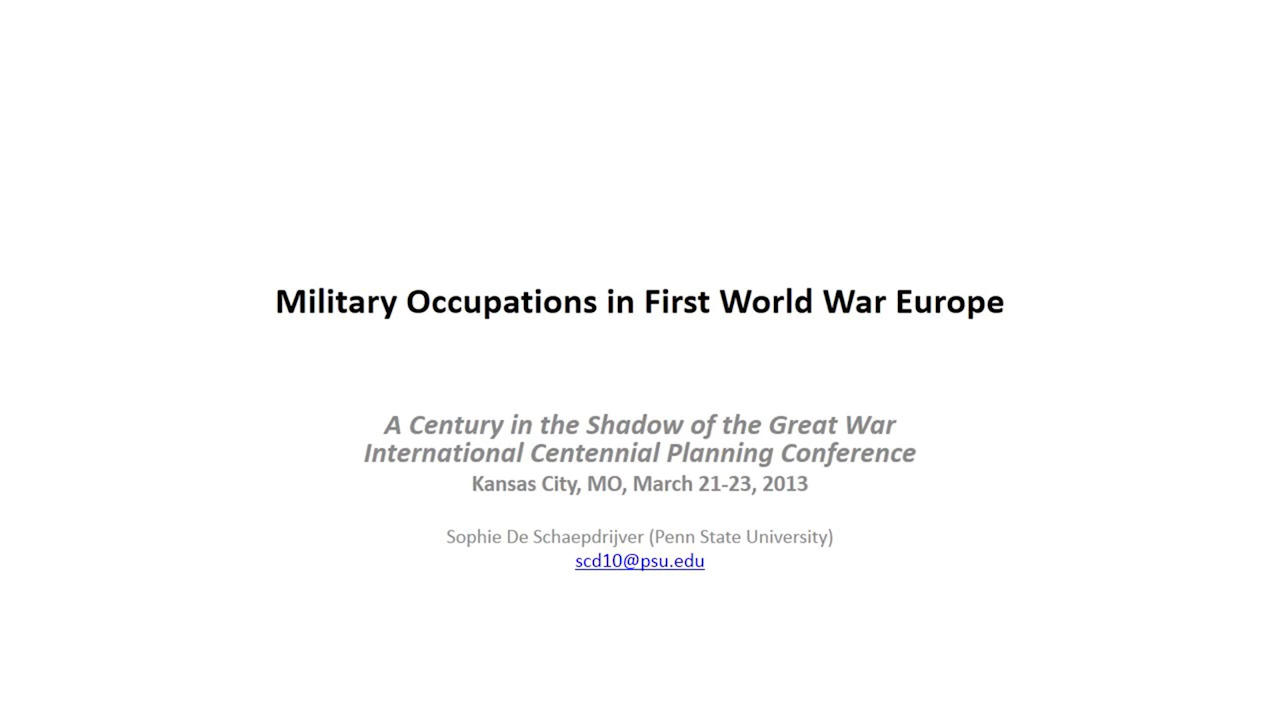 Military Occupations in First World War Europe
A Century in the Shadow of the Great War
International Centennial Planning Conference
Kansas City, MO, March 21-23, 2013
Sophie De Schaepdrijver (Penn State University)
scd10@psu.edu